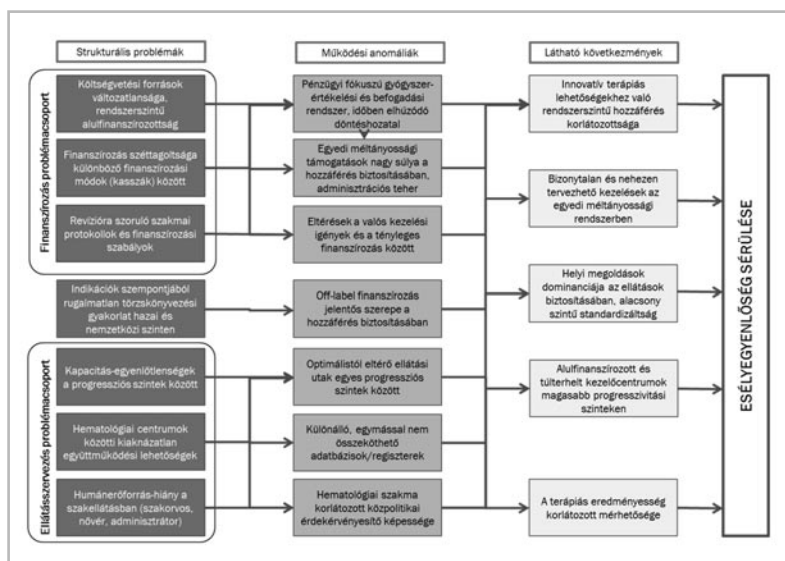 Strukturális problémák
Működési anomáliák
Látható következmények
Finanszírozás problémacsoport
Költségvetési források
változatlansága,
rendszerszintű
alulfinanszírozottság
Finanszírozás széttagoltsága
különböző finanszírozási
módok (kasszák) között
Revízióra szoruló szakmai
protokollok és finanszírozási
szabályok
Indikációk szempontjából
rugalmatlan törzskönyvezési
gyakorlat hazai és
nemzetközi szinten
Ellátásszervezés problémacsoport
Kapacitás-egyenlőtlenségek
a progressziós szintek között
Hematológiai centrumok
közötti kiaknázatlan
együttműködési lehetőségek
Humánerőforrás-hiány a
szakellátásban (szakorvos,
nővér, adminisztrátor)
Pénzügyi fókuszú gyógyszer-
értékelési és befogadási
rendszer, időben elhúzódó
döntéshozatal
Egyedi méltányossági
támogatások nagy súlya a
hozzáférés biztosításában,
adminisztrációs teher
Eltérések a valós kezelési
igények és a tényleges
finanszírozás között
Off-label finanszírozás
jelentős szerepe a
hozzáférés biztosításában
Optimálistól eltérő ellátási
utak egyes progressziós
szintek között
Különálló, egymással nem
összeköthető
adatbázisok/regiszterek
Hematológiai szakma
korlátozott közpolitikai
érdekérvényesítő képessége
Innovatív terápiás
lehetőségekhez való
rendszerszintű hozzáférés
korlátozottsága
Bizonytalan és nehezen
tervezhető kezelések az
egyedi méltányossági
rendszerben
Helyi megoldások
dominanciája az ellátások
biztosításában, alacsony
szintű standardizáltság
Alulfinanszírozott és
túlterhelt kezelőcentrumok
magasabb progresszivitási
szinteken
A terápiás eredményesség
korlátozott mérhetősége
ESÉLYEGYENLŐSÉG SÉRÜLÉSE